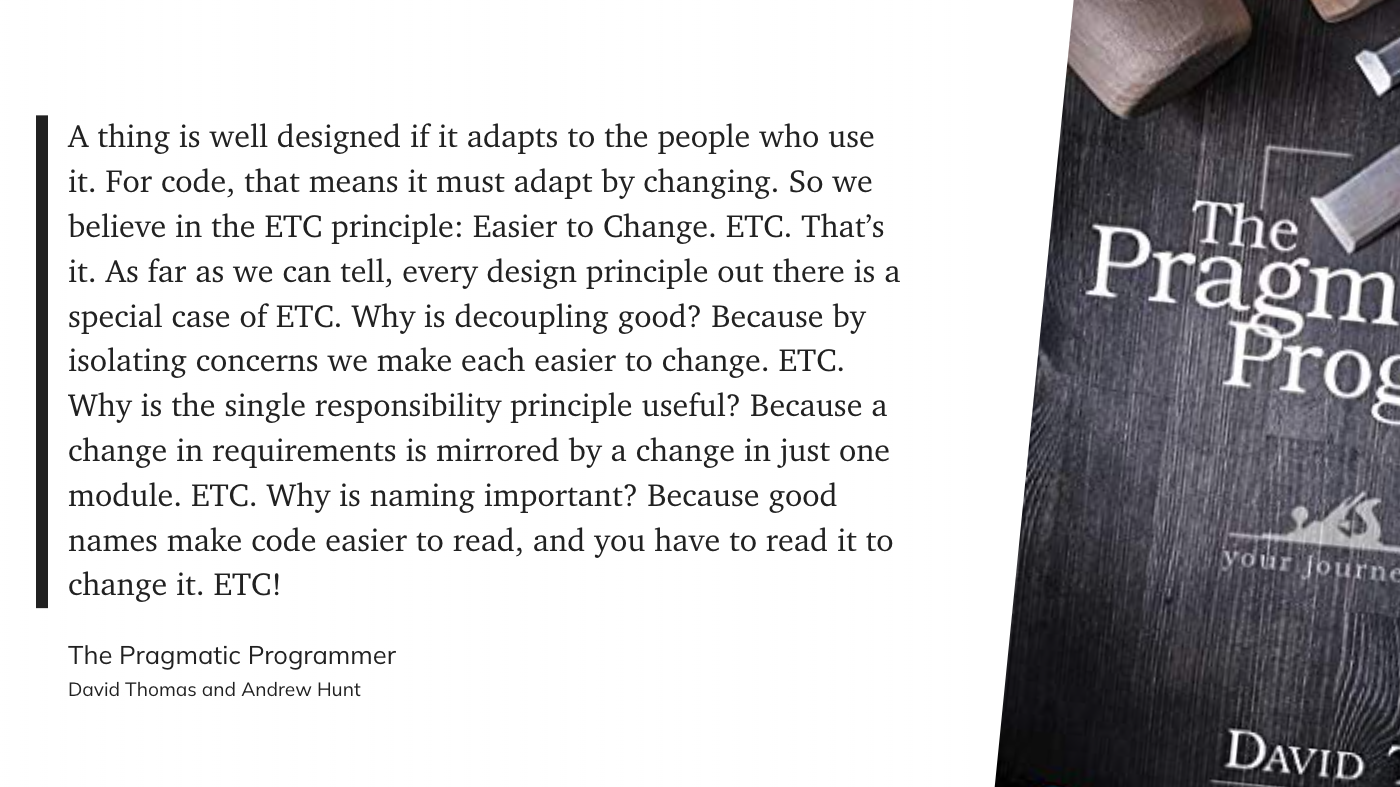 A thing is well designed if it adapts to the people who use
it. For code, that means it must adapt by changing. So we
believe in the ETC principle: Easier to Change. ETC. That’s
it. As far as we can tell, every design principle out there is a
special case of ETC. Why is decoupling good? Because by
isolating concerns we make each easier to change. ETC.
Why is the single responsibility principle useful? Because a
change in requirements is mirrored by a change in just one
module. ETC. Why is naming important? Because good
names make code easier to read, and you have to read it to
change it. ETC!
The Pragmatic Programmer
David Thomas and Andrew Hunt
The
Pragm
Prog
your journe
DAVID